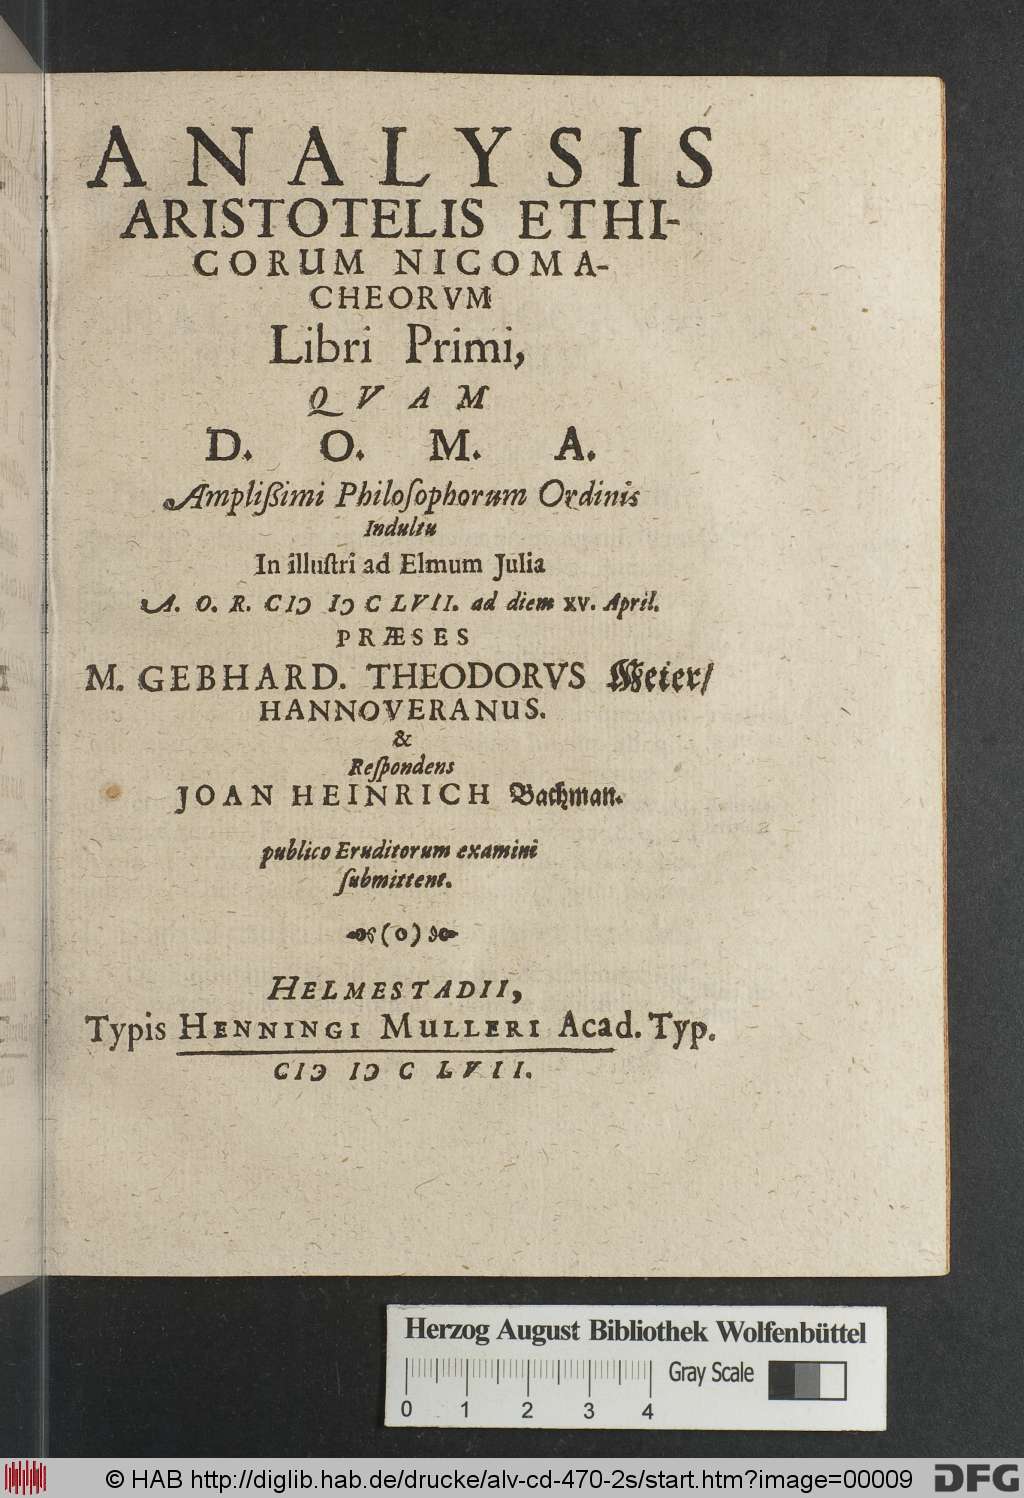 ANALYSIS
ARISTOTELIS ETHI-
CORUM NICOMA-
CHEORVM
Libri Primi,
QVAM
D. O. M. A.
Amplißimi Philoſophorum Ordinis
Indultu
In illuſtri ad Elmum Julia
A. O. R. CIↃ IↃ C LVII. ad diem XV. April.
PRÆSES
M. GEBHARD. THEODORVS Meier/
HANNOVERANUS.
&
Reſpondens
JOAN HEINRICH Bachman.
publico Eruditorum examini
ſubmittent.
(o)
HELMESTADII,
Typis HENNINGI MULLERI Acad. Typ.
CIↃ IↃ C LVII.
Herzog August Bibliothek Wolfenbüttel
Gray Scale
0 1 2 3 4
© HAB http://diglib.hab.de/drucke/alv-cd-470-2s/start.htm?image=00009
DFG